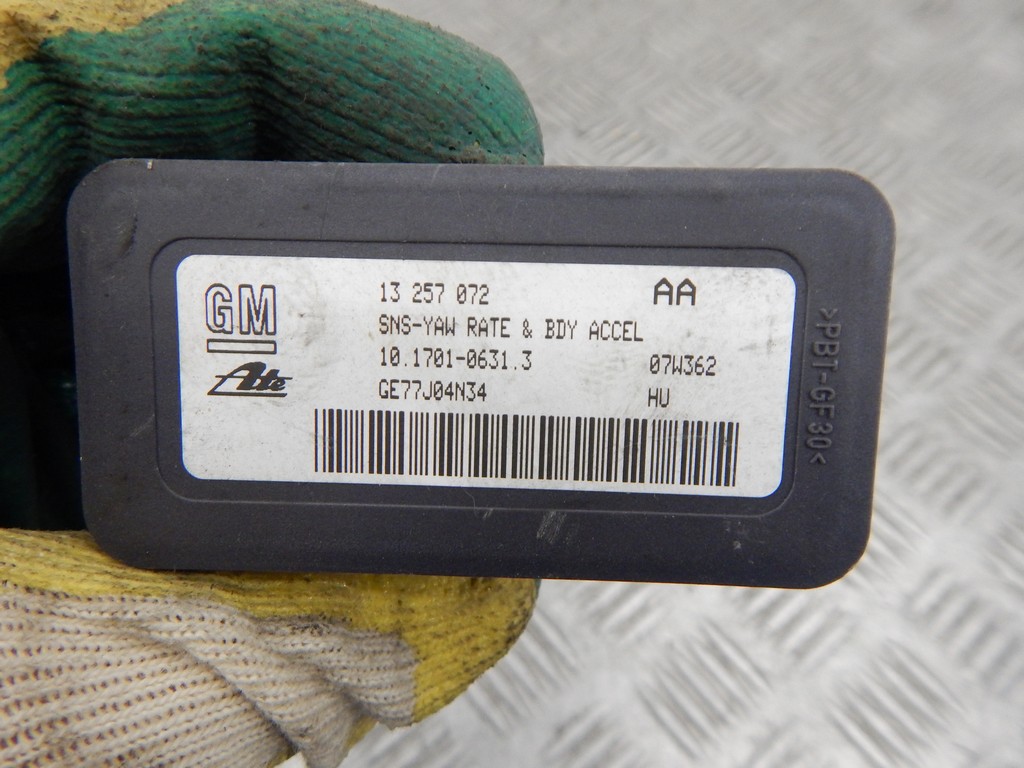 GM
Ate
13 257 072 AA
SNS-YAW RATE & BDY ACCEL
10.1701-0631.3 07W362
GE77J04N34 HU
>PBT-GF30<